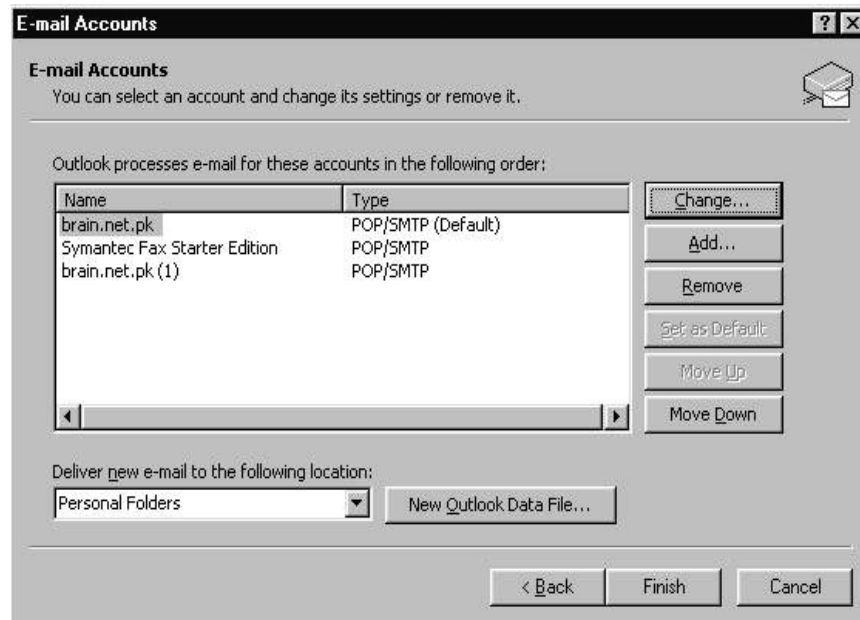 E-mail Accounts
E-mail Accounts
You can select an account and change its settings or remove it.
Outlook processes e-mail for these accounts in the following order:
Name Type
brain.net.pk POP/SMTP (Default)
Symantec Fax Starter Edition POP/SMTP
brain.net.pk (1) POP/SMTP
Change...
Add...
Remove
Set as Default
Move Up
Move Down
Deliver new e-mail to the following location:
Personal Folders New Outlook Data File...
< Back Finish Cancel